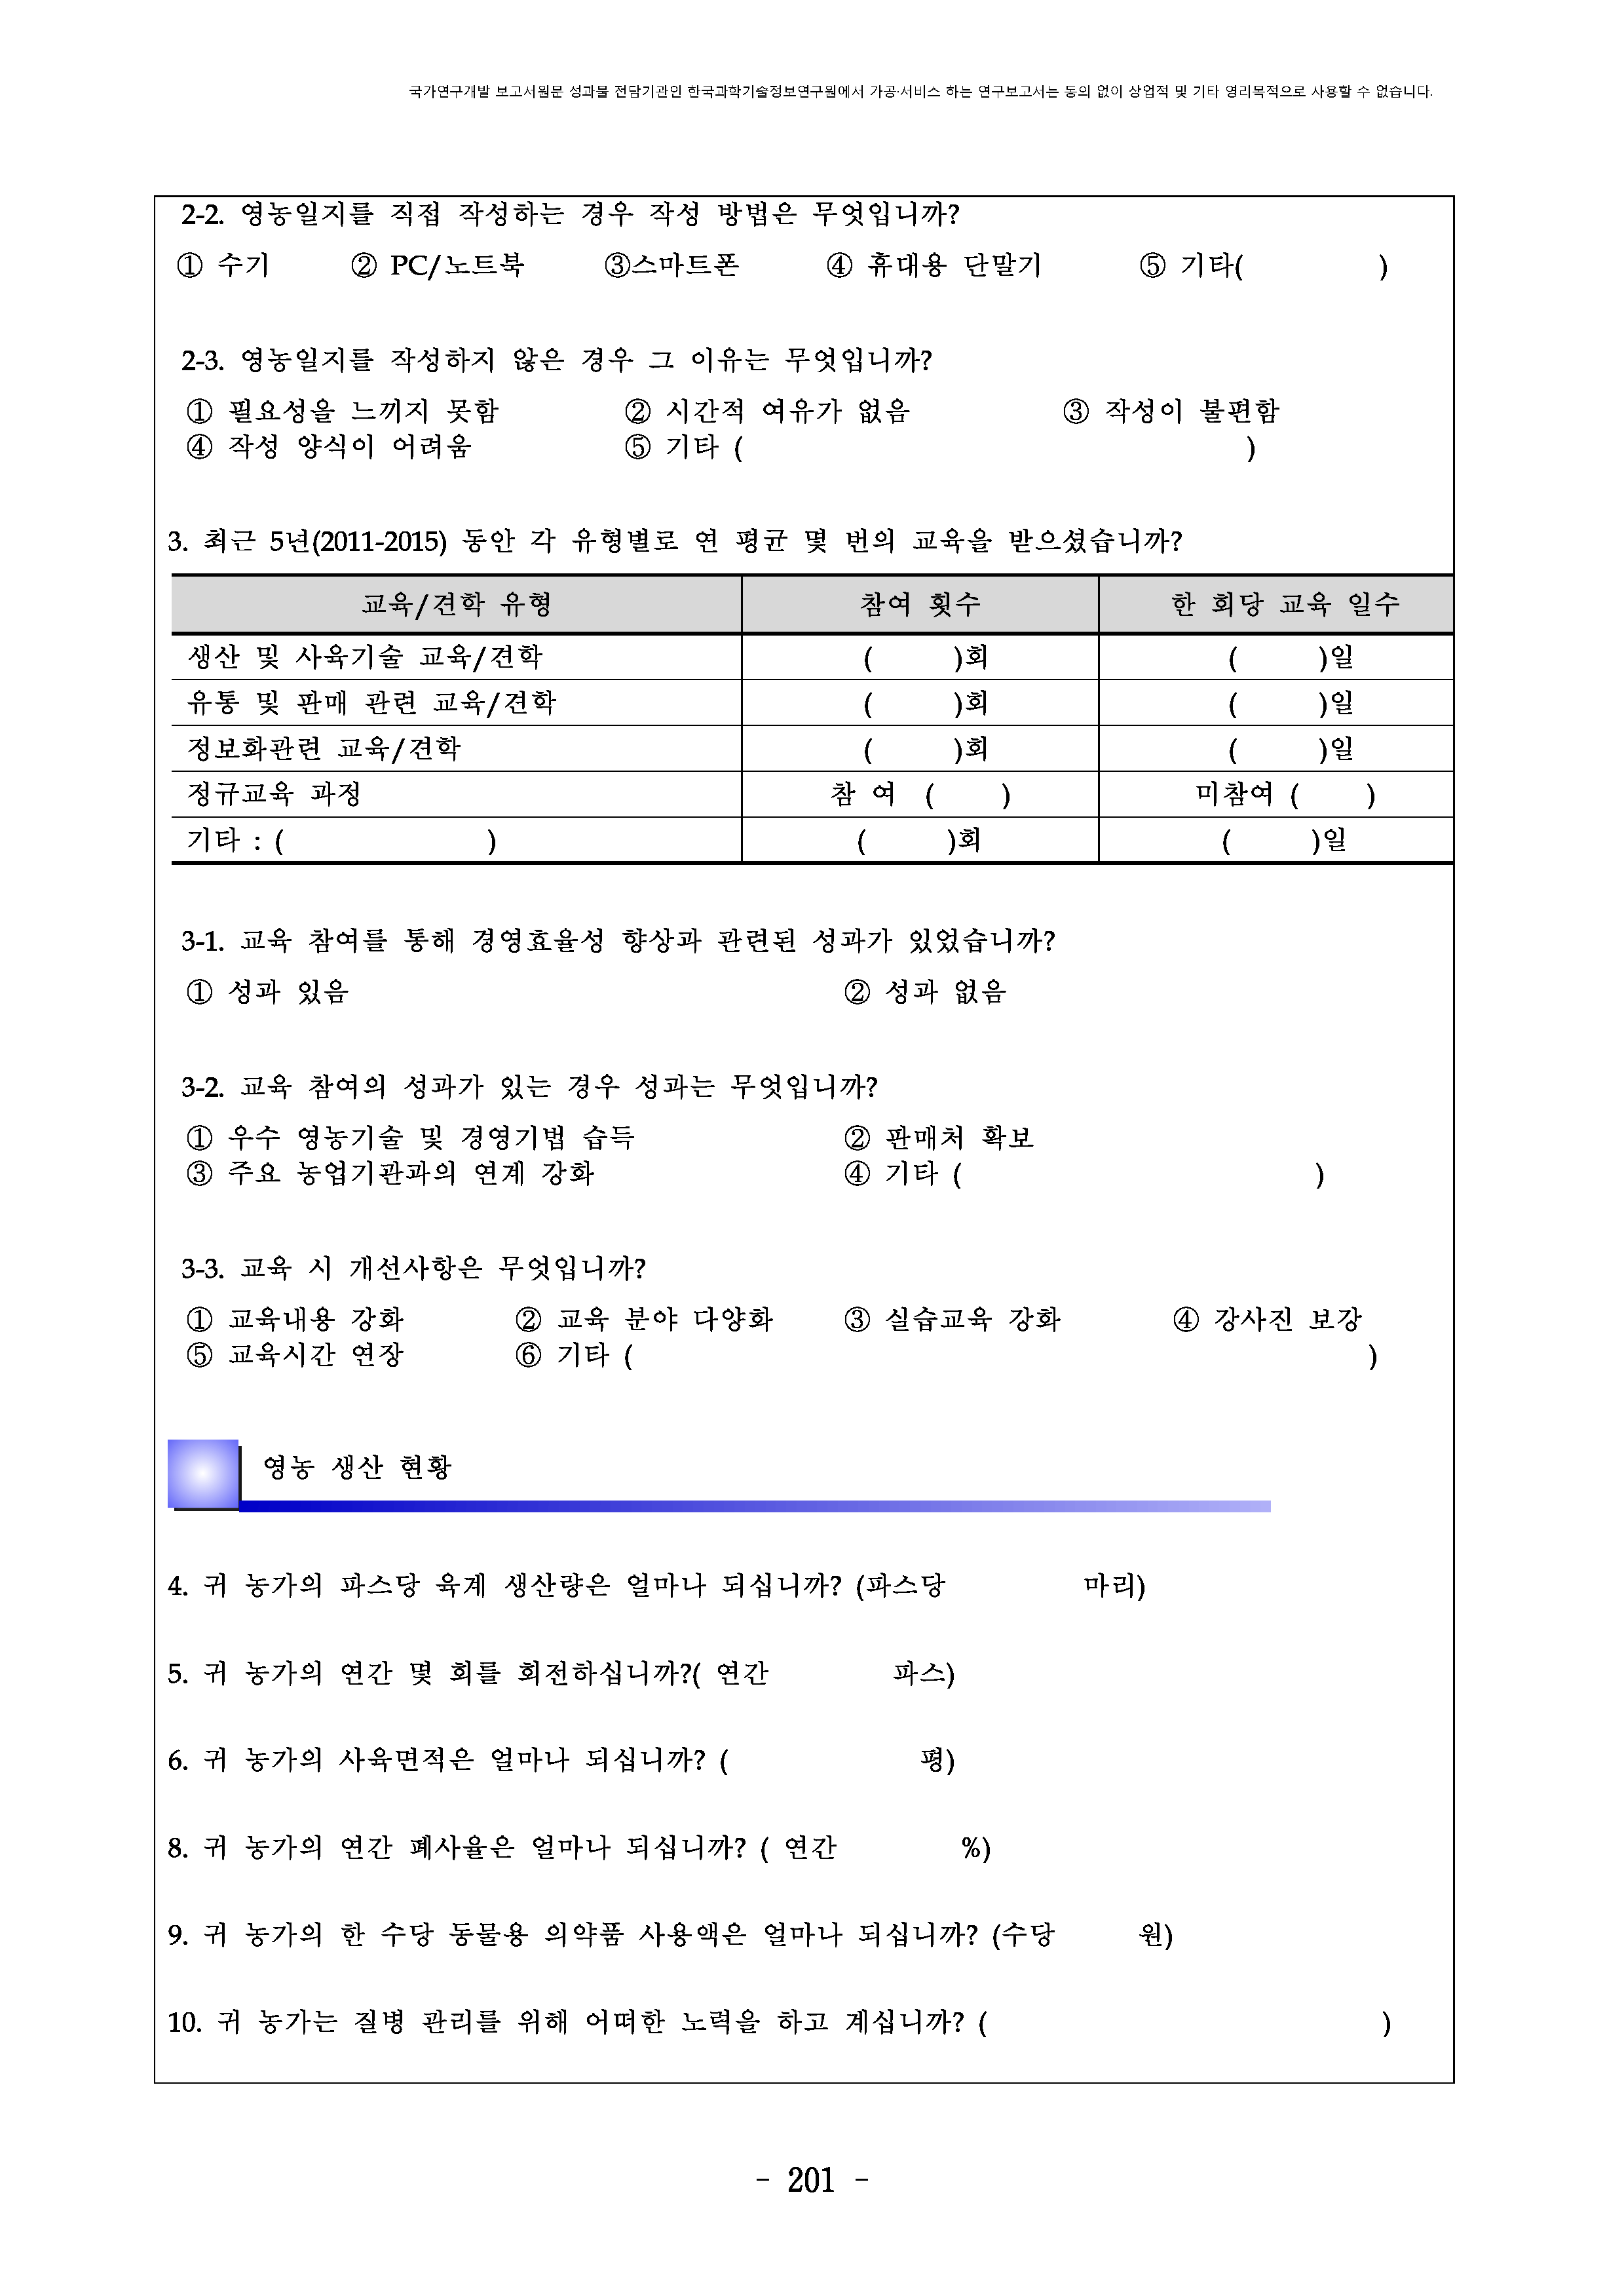 국가연구개발 보고서원문 성과물 전담기관인 한국과학기술정보연구원에서 가공·서비스 하는 연구보고서는 동의 없이 상업적 및 기타 영리목적으로 사용할 수 없습니다.
2-2. 영농일지를 직접 작성하는 경우 작성 방법은 무엇입니까?
① 수기 ② PC/노트북 ③스마트폰 ④ 휴대용 단말기 ⑤ 기타( )
2-3. 영농일지를 작성하지 않은 경우 그 이유는 무엇입니까?
① 필요성을 느끼지 못함 ② 시간적 여유가 없음 ③ 작성이 불편함
④ 작성 양식이 어려움 ⑤ 기타 ( )
3. 최근 5년(2011-2015) 동안 각 유형별로 연 평균 몇 번의 교육을 받으셨습니까?
교육/견학 유형 참여 횟수 한 회당 교육 일수
생산 및 사육기술 교육/견학 ( )회 ( )일
유통 및 판매 관련 교육/견학 ( )회 ( )일
정보화관련 교육/견학 ( )회 ( )일
정규교육 과정 참 여 ( ) 미참여 ( )
기타 : ( ) ( )회 ( )일
3-1. 교육 참여를 통해 경영효율성 향상과 관련된 성과가 있었습니까?
① 성과 있음 ② 성과 없음
3-2. 교육 참여의 성과가 있는 경우 성과는 무엇입니까?
① 우수 영농기술 및 경영기법 습득 ② 판매처 확보
③ 주요 농업기관과의 연계 강화 ④ 기타 ( )
3-3. 교육 시 개선사항은 무엇입니까?
① 교육내용 강화 ② 교육 분야 다양화 ③ 실습교육 강화 ④ 강사진 보강
⑤ 교육시간 연장 ⑥ 기타 ( )
영농 생산 현황
4. 귀 농가의 파스당 육계 생산량은 얼마나 되십니까? (파스당 마리)
5. 귀 농가의 연간 몇 회를 회전하십니까?( 연간 파스)
6. 귀 농가의 사육면적은 얼마나 되십니까? ( 평)
8. 귀 농가의 연간 폐사율은 얼마나 되십니까? ( 연간 %)
9. 귀 농가의 한 수당 동물용 의약품 사용액은 얼마나 되십니까? (수당 원)
10. 귀 농가는 질병 관리를 위해 어떠한 노력을 하고 계십니까? ( )
- 201 -